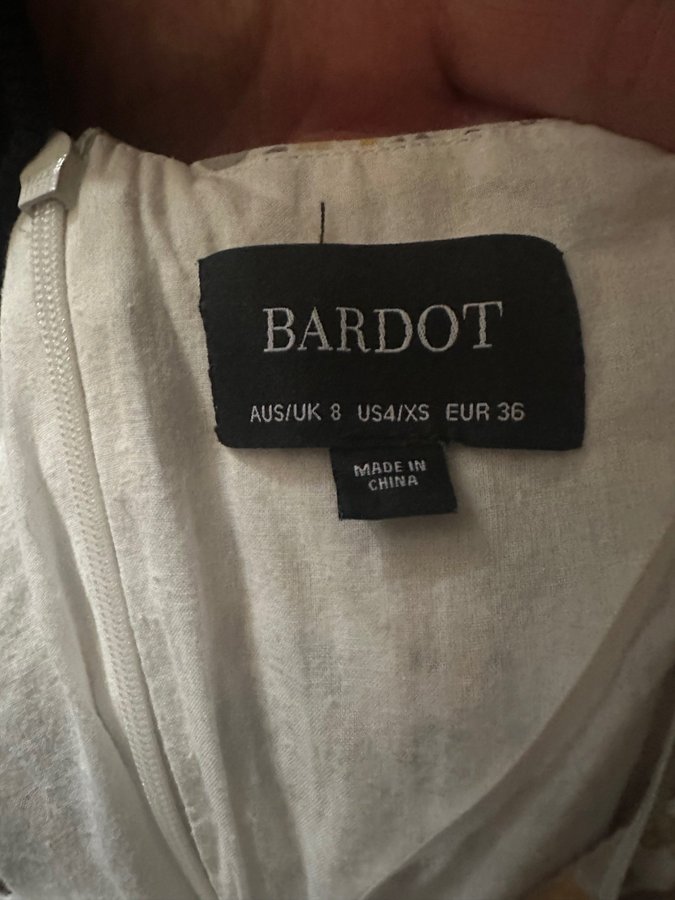 BARDOT
AUS/UK 8 US4/XS EUR 36
MADE IN
CHINA